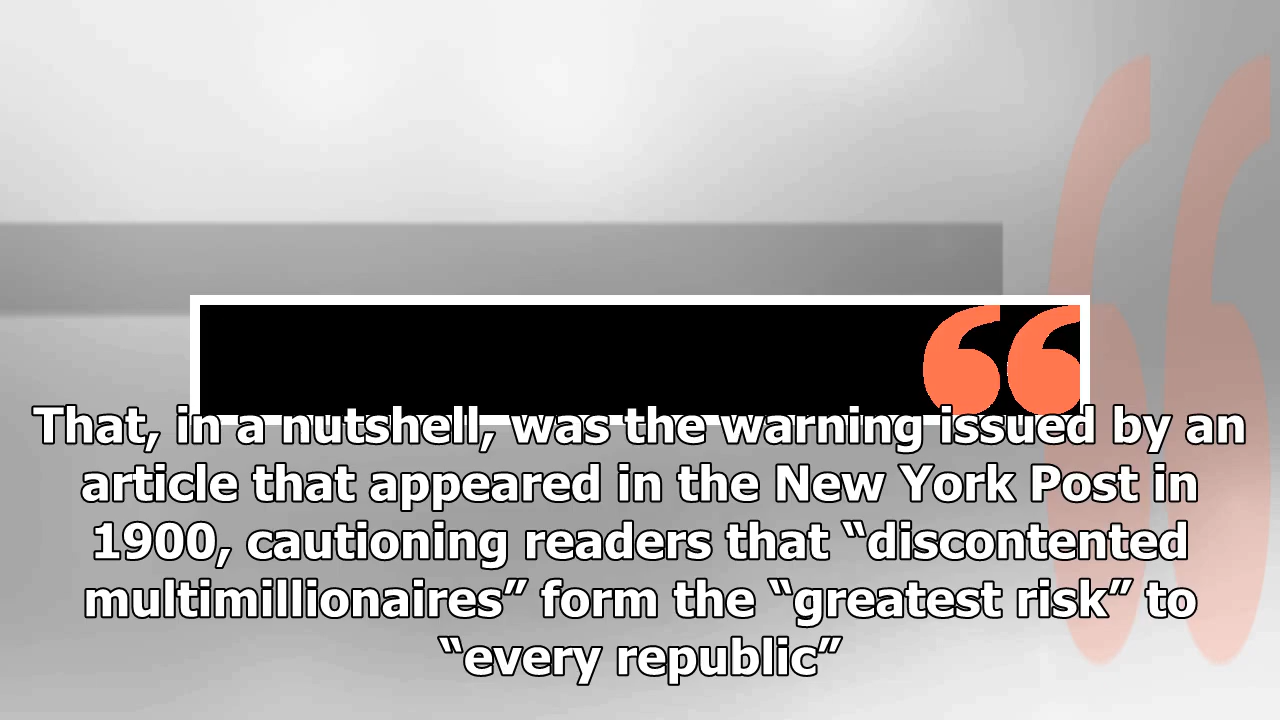 That, in a nutshell, was the warning issued by an
article that appeared in the New York Post in
1900, cautioning readers that “discontented
multimillionaires” form the “greatest risk” to
“every republic”